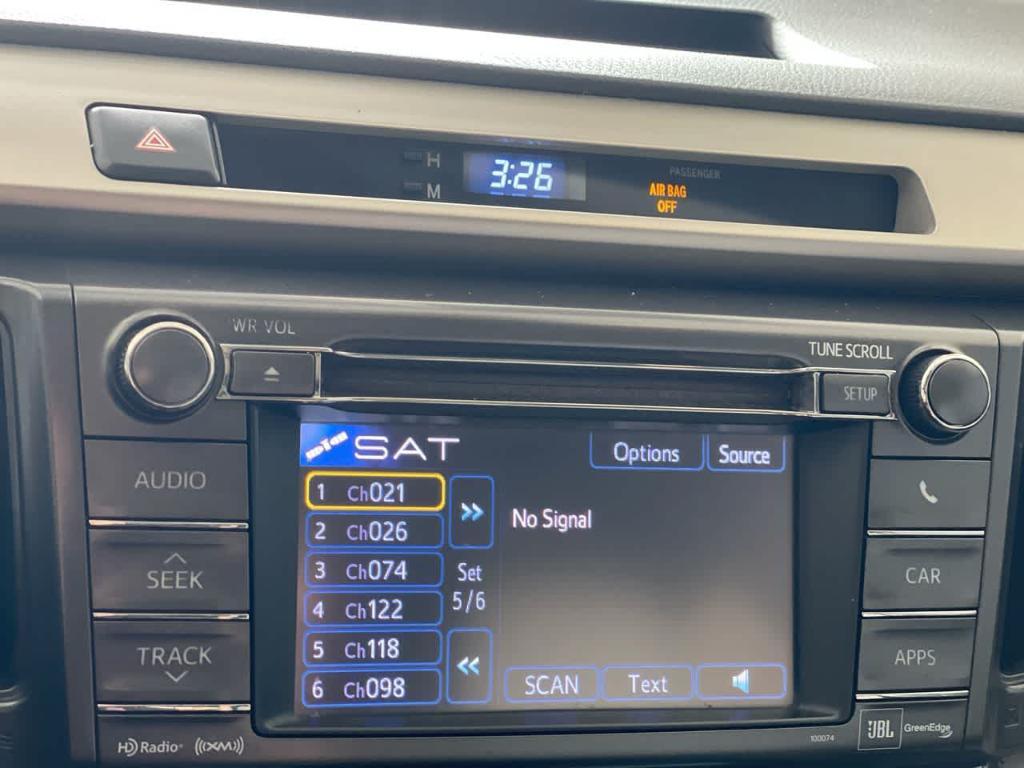 H
3:26
PASSENGER
M
AIR BAG
OFF
PWR VOL
TUNE SCROLL
SETUP
SAT
Options
Source
AUDIO
1 Ch021
2 Ch026
No Signal
3 Ch074
Set
5/6
4 Ch122
5 Ch118
6 Ch098
SEEK
CAR
TRACK
APPS
SCAN
Text
HD Radio
((XM))
100074
JBL
GreenEdge